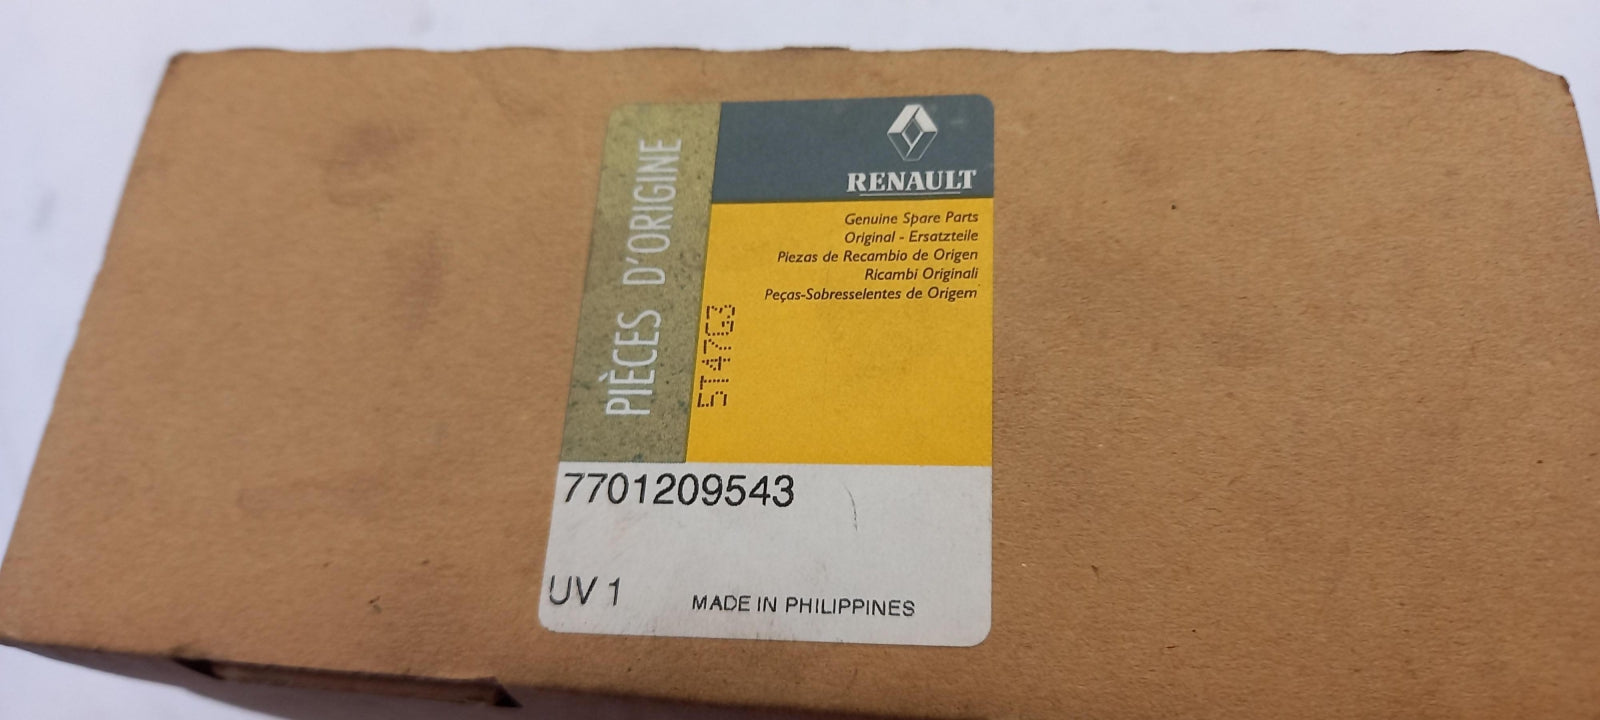 PIÈCES D'ORIGINE
RENAULT
Genuine Spare Parts
Original - Ersatzteile
Piezas de Recambio de Origen
Ricambi Originali
Peças-Sobresselentes de Origem
5T47G3
7701209543
UV 1
MADE IN PHILIPPINES